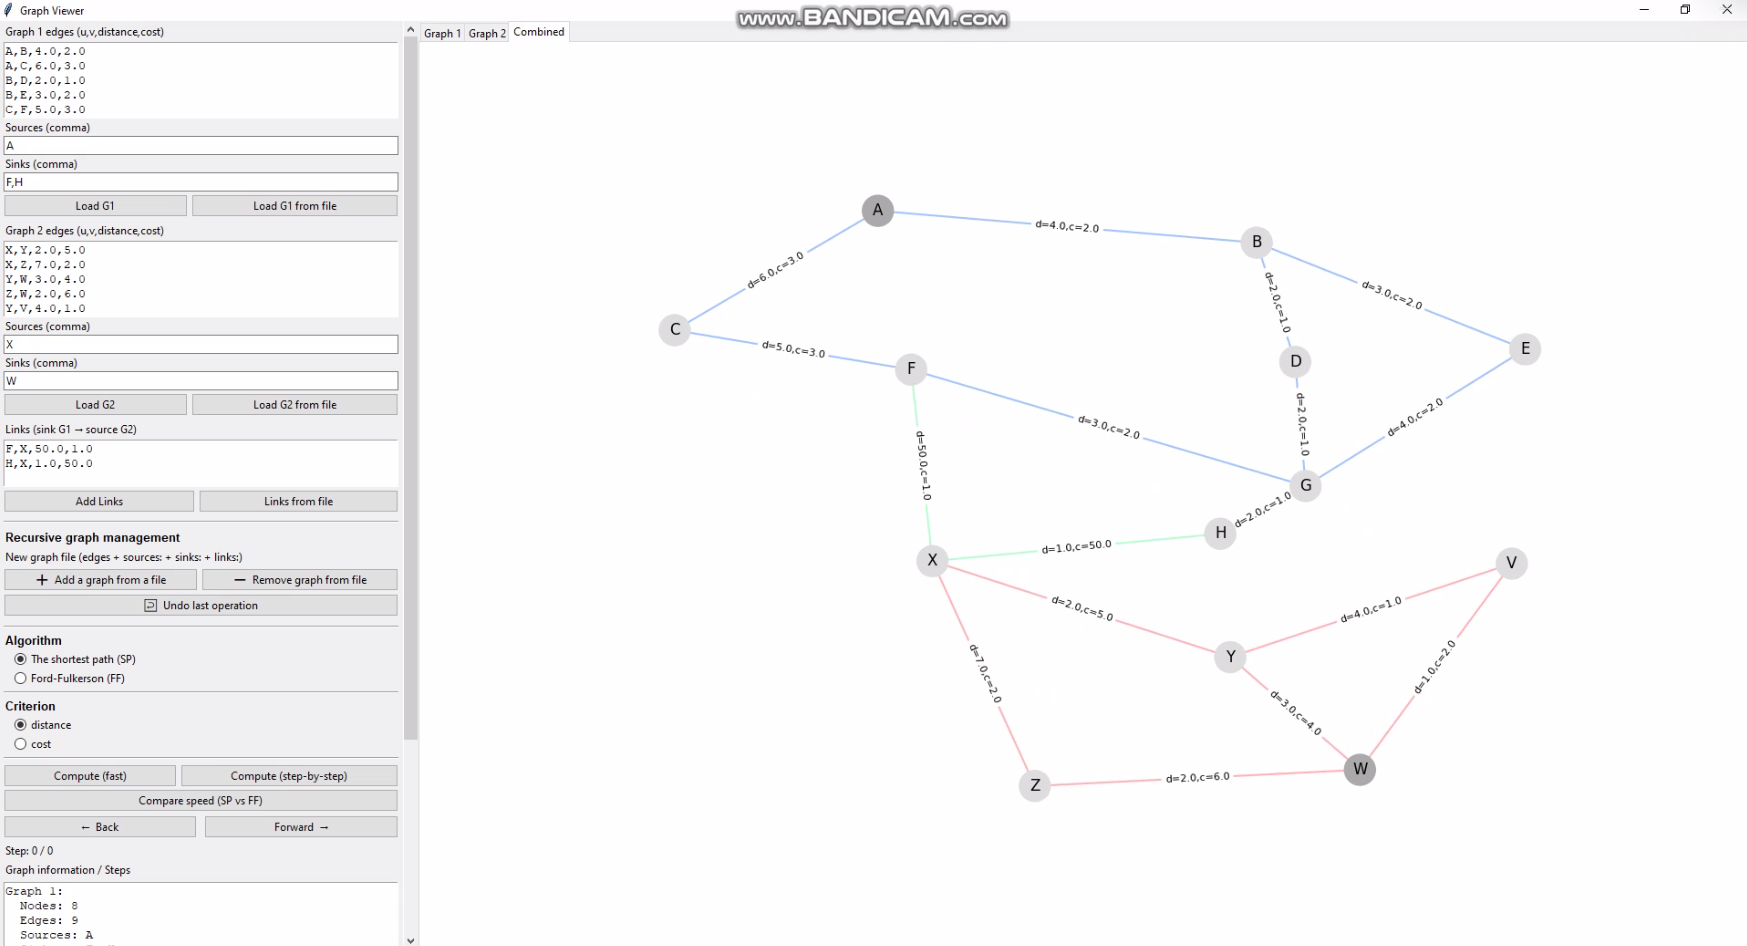 Graph Viewer
www.BANDICAM.com
Graph 1 edges (u,v,distance,cost)
A,B,4.0,2.0
A,C,6.0,3.0
B,D,2.0,1.0
B,E,3.0,2.0
C,F,5.0,3.0
Sources (comma)
A
Sinks (comma)
F,H
Load G1
Load G1 from file
Graph 2 edges (u,v,distance,cost)
X,Y,2.0,5.0
X,Z,7.0,2.0
Y,W,3.0,4.0
Z,W,2.0,6.0
Y,V,4.0,1.0
Sources (comma)
X
Sinks (comma)
W
Load G2
Load G2 from file
Links (sink G1 → source G2)
F,X,50.0,1.0
H,X,1.0,50.0
Add Links
Links from file
Recursive graph management
New graph file (edges + sources: + sinks: + links:)
+ Add a graph from a file
− Remove graph from file
Undo last operation
Algorithm
The shortest path (SP)
Ford-Fulkerson (FF)
Criterion
distance
cost
Compute (fast)
Compute (step-by-step)
Compare speed (SP vs FF)
← Back
Forward →
Step: 0 / 0
Graph information / Steps
Graph 1:
Nodes: 8
Edges: 9
Sources: A
Graph 1
Graph 2
Combined
A
d=4.0,c=2.0
B
d=6.0,c=3.0
d=2.0,c=1.0
d=3.0,c=2.0
C
d=5.0,c=3.0
F
D
E
d=3.0,c=2.0
d=2.0,c=1.0
d=4.0,c=2.0
d=50.0,c=1.0
G
d=2.0,c=1.0
H
d=1.0,c=50.0
X
V
d=2.0,c=5.0
d=4.0,c=1.0
d=7.0,c=2.0
Y
d=1.0,c=2.0
d=3.0,c=4.0
Z
d=2.0,c=6.0
W